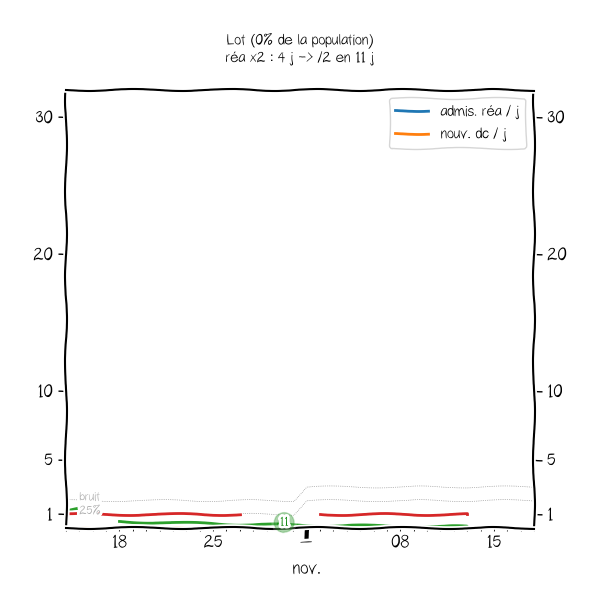 Lot (0% de la population)
réa x2 : 4 j -> /2 en 11 j
admis. réa / j
nouv. dc / j
30
30
20
20
10
10
5
5
bruit
25%
1
1
11
18
25
1
08
15
nov.